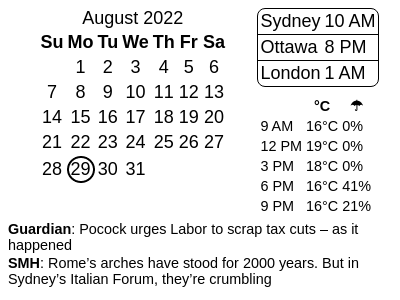 August 2022
Su Mo Tu We Th Fr Sa
1 2 3 4 5 6
7 8 9 10 11 12 13
14 15 16 17 18 19 20
21 22 23 24 25 26 27
28 29 30 31
Sydney 10 AM
Ottawa 8 PM
London 1 AM
°C ☂
9 AM 16°C 0%
12 PM 19°C 0%
3 PM 18°C 0%
6 PM 16°C 41%
9 PM 16°C 21%
Guardian: Pocock urges Labor to scrap tax cuts – as it
happened
SMH: Rome’s arches have stood for 2000 years. But in
Sydney’s Italian Forum, they’re crumbling